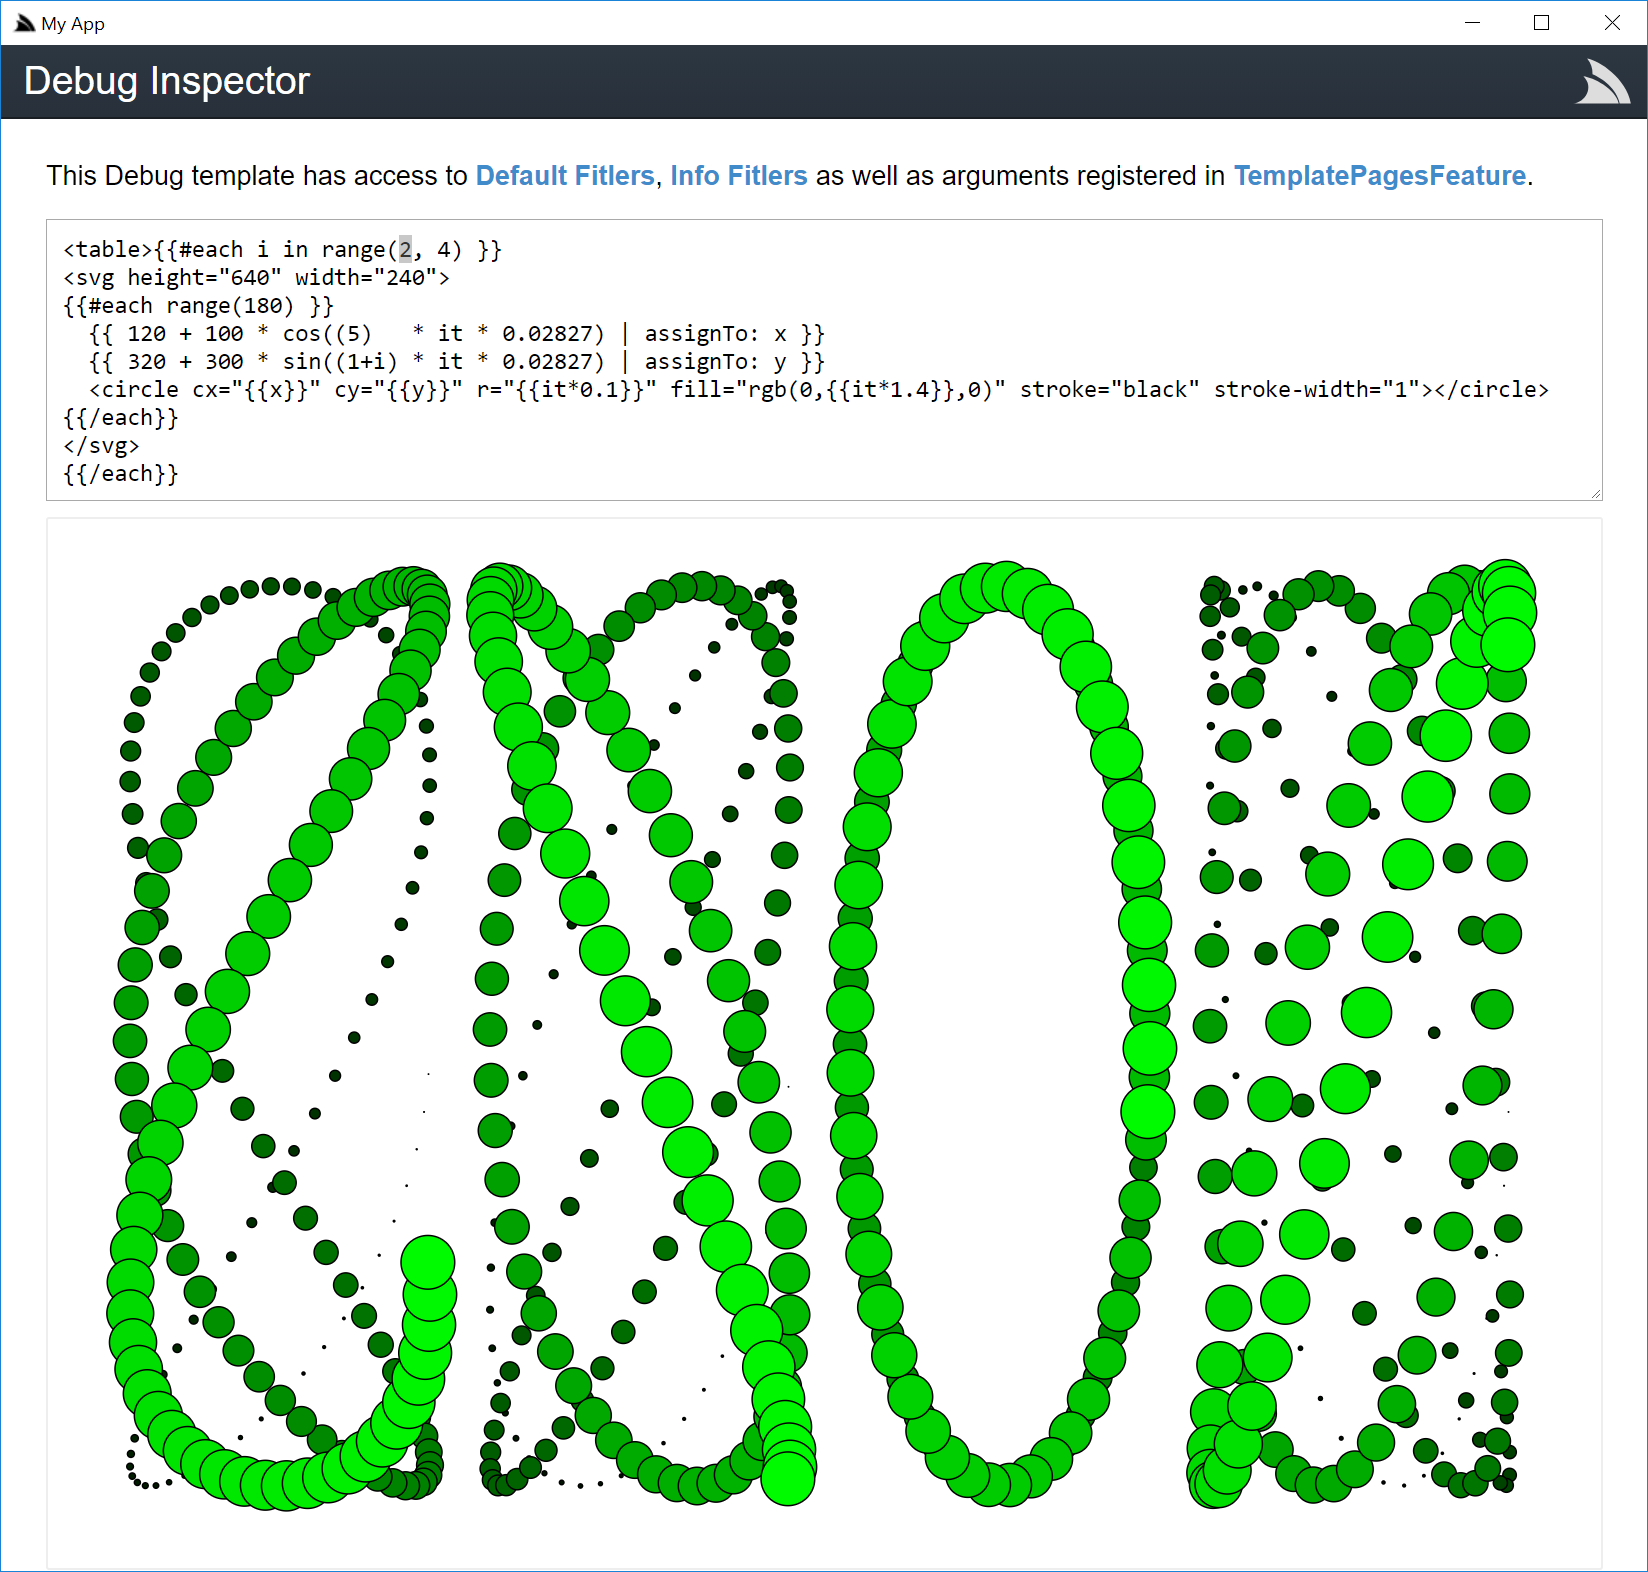 My App
Debug Inspector
This Debug template has access to Default Fitlers, Info Fitlers as well as arguments registered in TemplatePagesFeature.
<table>{{#each i in range(2, 4) }}
<svg height="640" width="240">
{{#each range(180) }}
  {{ 120 + 100 * cos((5)   * it * 0.02827) | assignTo: x }}
  {{ 320 + 300 * sin((1+i) * it * 0.02827) | assignTo: y }}
  <circle cx="{{x}}" cy="{{y}}" r="{{it*0.1}}" fill="rgb(0,{{it*1.4}},0)" stroke="black" stroke-width="1"></circle>
{{/each}}
</svg>
{{/each}}